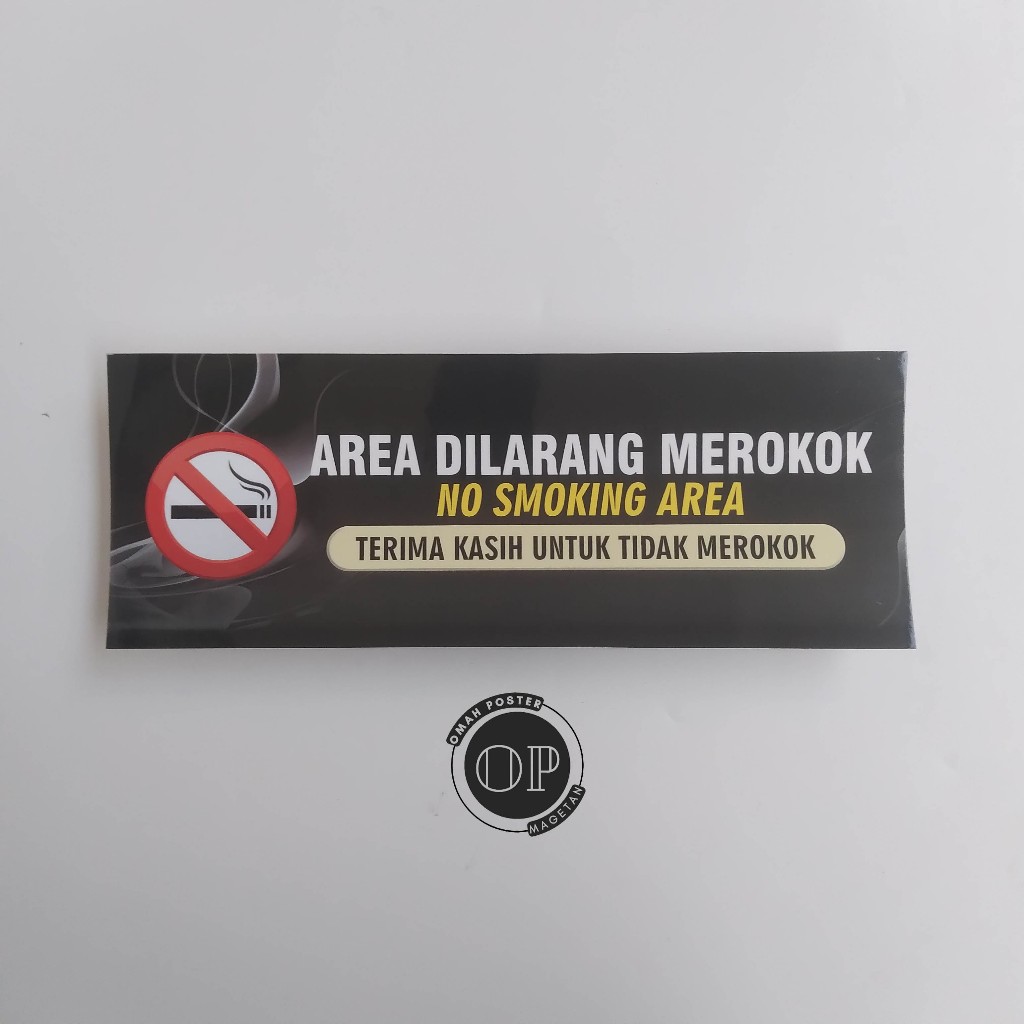 AREA DILARANG MEROKOK
NO SMOKING AREA
TERIMA KASIH UNTUK TIDAK MEROKOK
OMAH POSTER
OP
MAGETAN